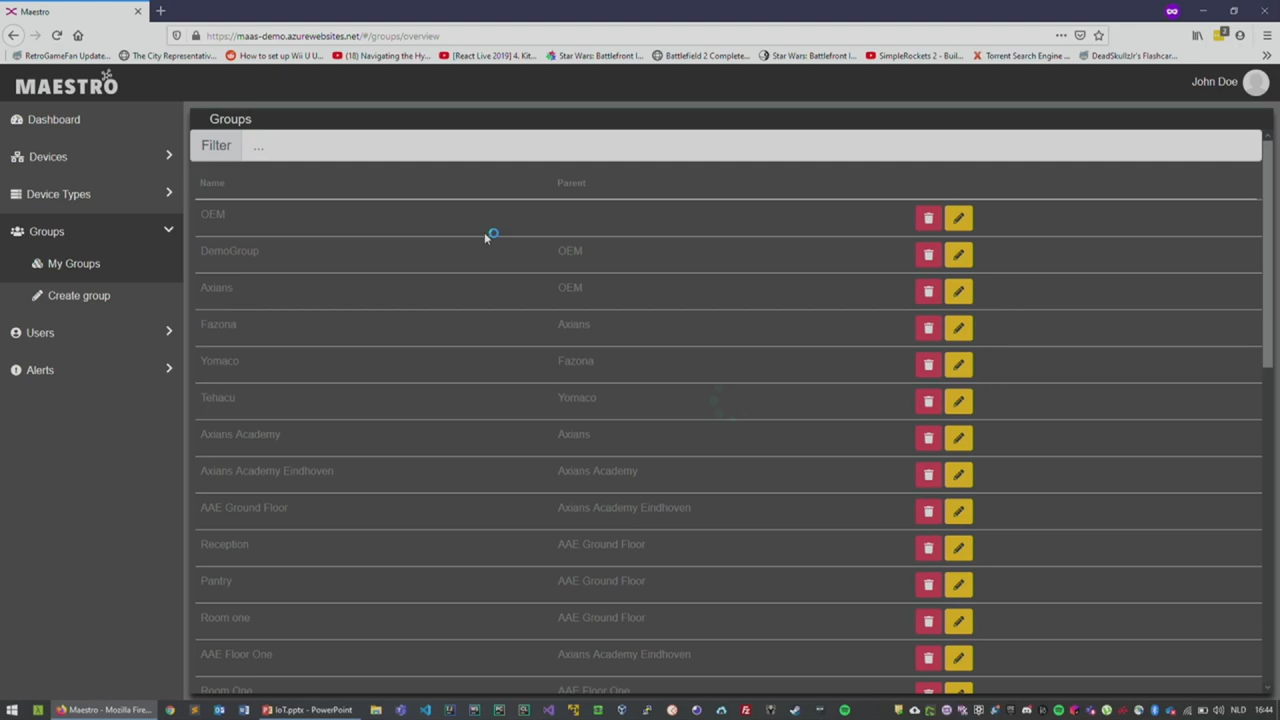 Maestro
https://maas-demo.azurewebsites.net/#/groups/overview
RetroGameFan Update...
The City Representativ...
How to set up Wii U U...
(18) Navigating the Hy...
[React Live 2019] 4. Kit...
Star Wars: Battlefront I...
Battlefield 2 Complete...
Star Wars: Battlefront I...
SimpleRockets 2 - Buil...
Torrent Search Engine ...
DeadSkullzJr's Flashcar...
MAESTRO
John Doe
Dashboard
Devices
Device Types
Groups
My Groups
Create group
Users
Alerts
Groups
Filter ...
Name Parent
OEM
DemoGroup OEM
Axians OEM
Fazona Axians
Yomaco Fazona
Tehacu Yomaco
Axians Academy Axians
Axians Academy Eindhoven Axians Academy
AAE Ground Floor Axians Academy Eindhoven
Reception AAE Ground Floor
Pantry AAE Ground Floor
Room one AAE Ground Floor
AAE Floor One Axians Academy Eindhoven
Room One AAE Floor One
Maestro - Mozilla Fire...
IoT.pptx - PowerPoint
NLD 16:44